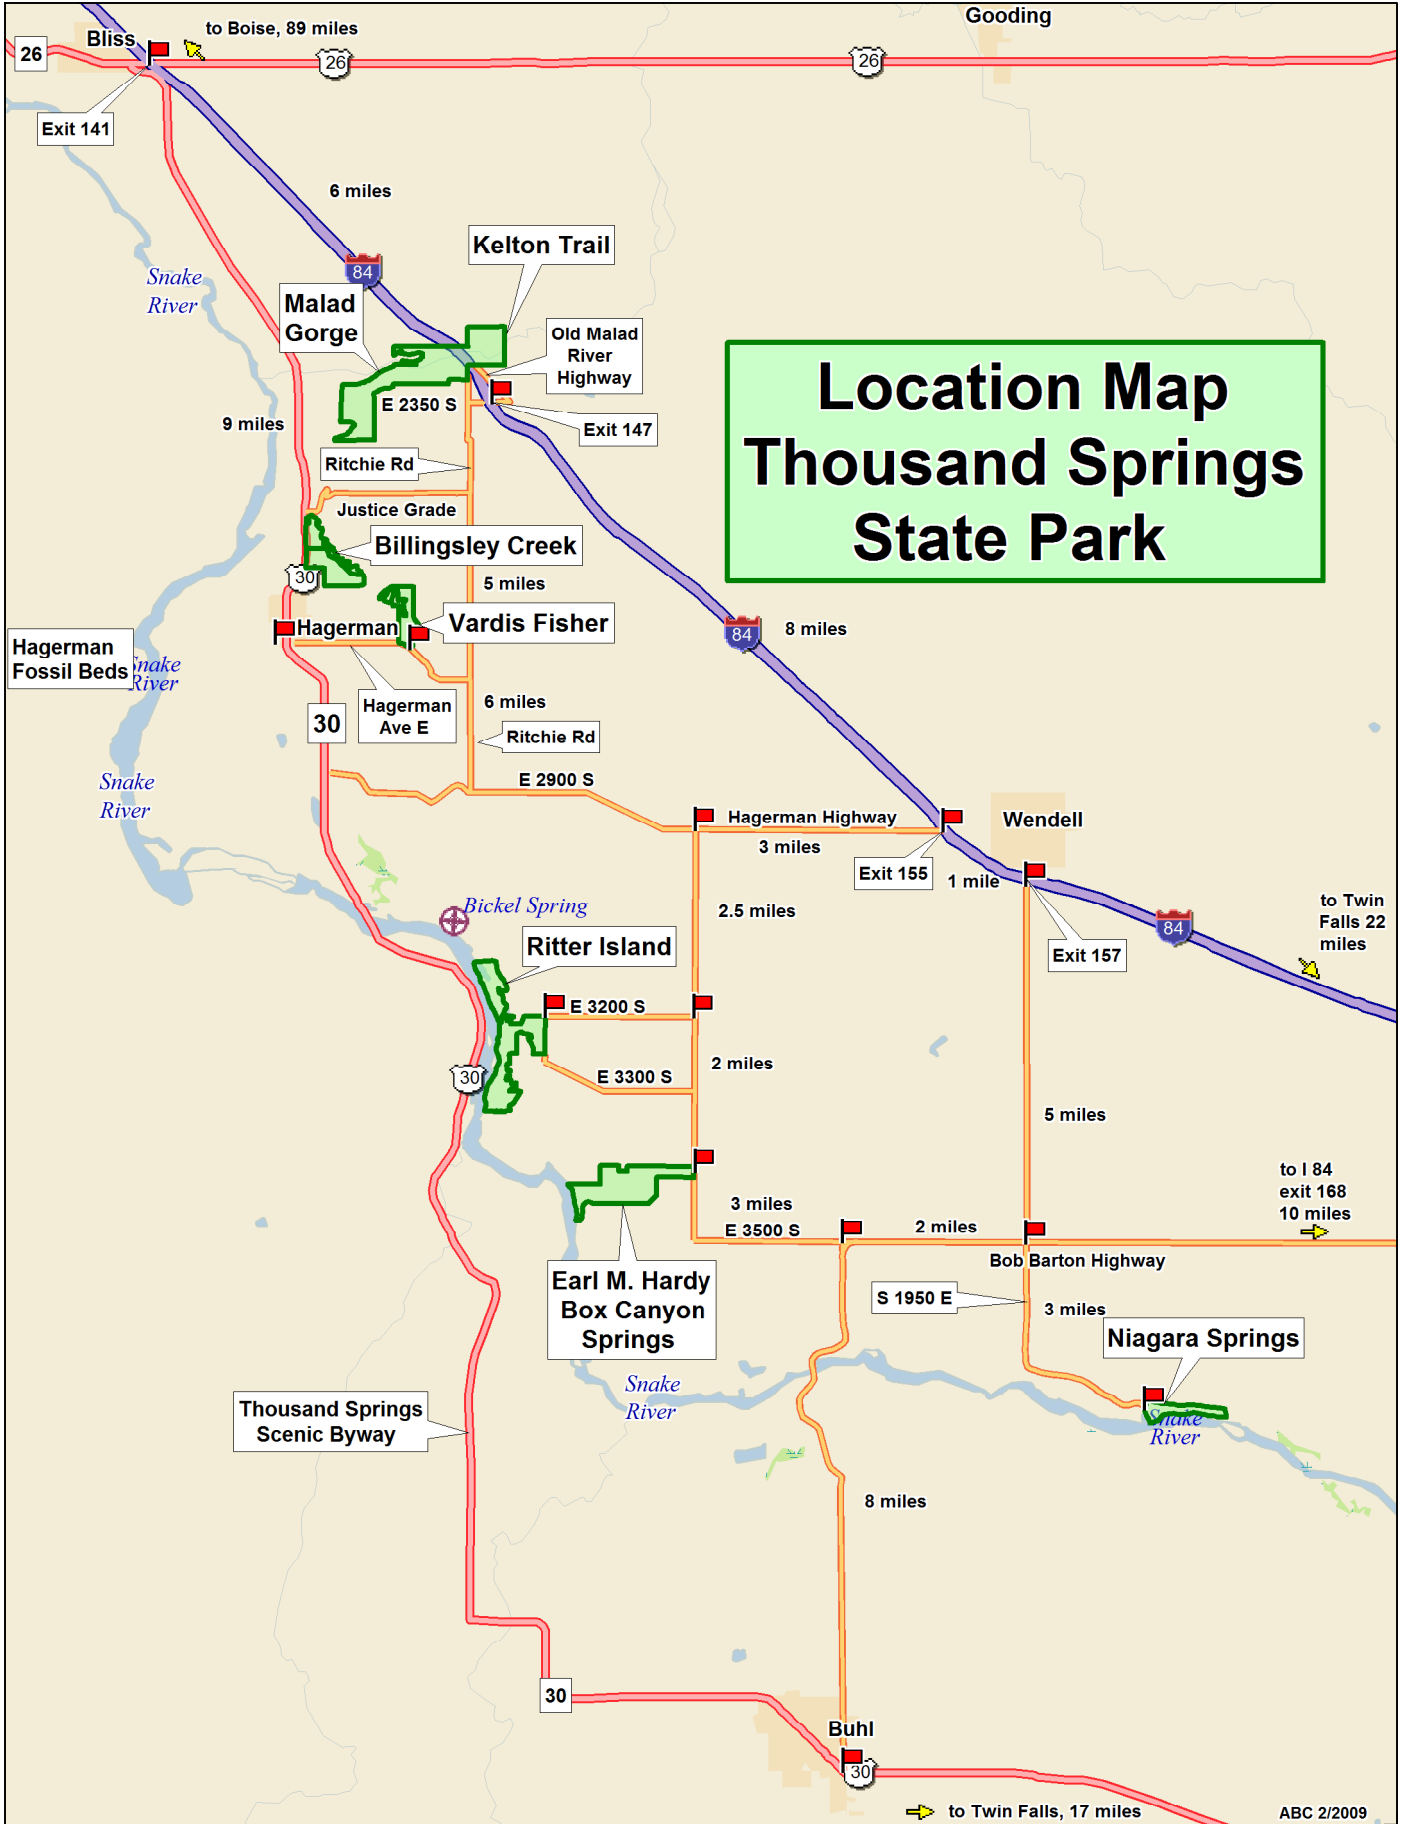 Gooding
to Boise, 89 miles
Bliss
26
26
26
Exit 141
6 miles
Kelton Trail
84
Snake
River
Malad
Gorge
Old Malad
River
Highway
Location Map
Thousand Springs
State Park
E 2350 S
9 miles
Exit 147
Ritchie Rd
Justice Grade
Billingsley Creek
30
5 miles
Vardis Fisher
Hagerman
84
8 miles
Hagerman
Fossil Beds
Snake
River
Hagerman
Ave E
6 miles
30
Ritchie Rd
E 2900 S
Snake
River
Hagerman Highway
3 miles
Wendell
Exit 155
1 mile
Bickel Spring
2.5 miles
to Twin
Falls 22
miles
84
Ritter Island
Exit 157
E 3200 S
2 miles
30
E 3300 S
5 miles
to I 84
exit 168
10 miles
3 miles
E 3500 S
2 miles
Bob Barton Highway
Earl M. Hardy
Box Canyon
Springs
S 1950 E
3 miles
Niagara Springs
Snake
River
Thousand Springs
Scenic Byway
Snake
River
8 miles
30
Buhl
30
to Twin Falls, 17 miles
ABC 2/2009